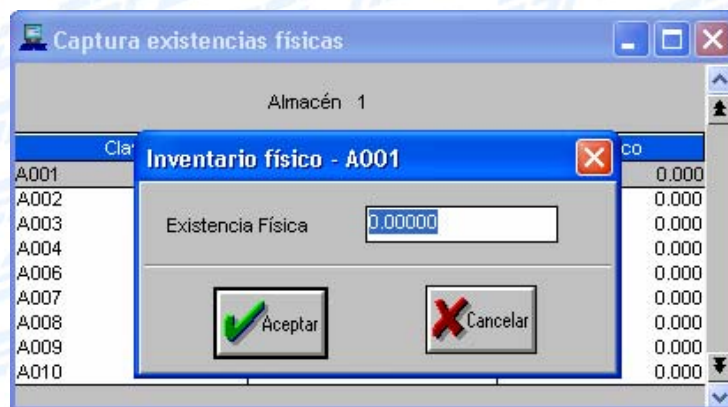 Captura existencias físicas
Almacén 1
Inventario físico - A001
A001 0.000
A002 0.000
A003 Existencia Física 0.00000 0.000
A004 0.000
A006 0.000
A007 0.000
A008 Aceptar Cancelar 0.000
A009 0.000
A010 0.000